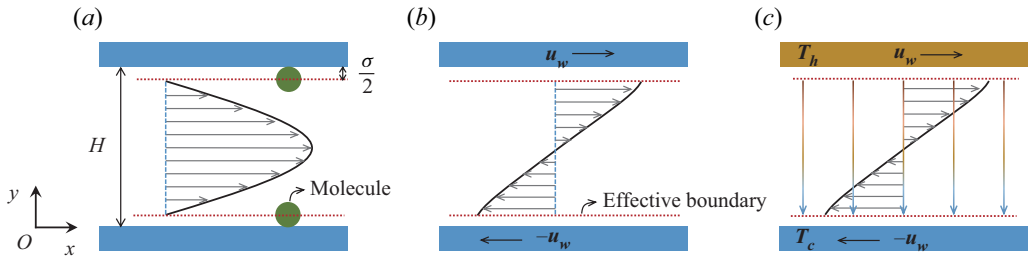 (a)
σ
2
H
y
O
x
Molecule
(b)
u_w
Effective boundary
−u_w
(c)
T_h u_w
T_c −u_w